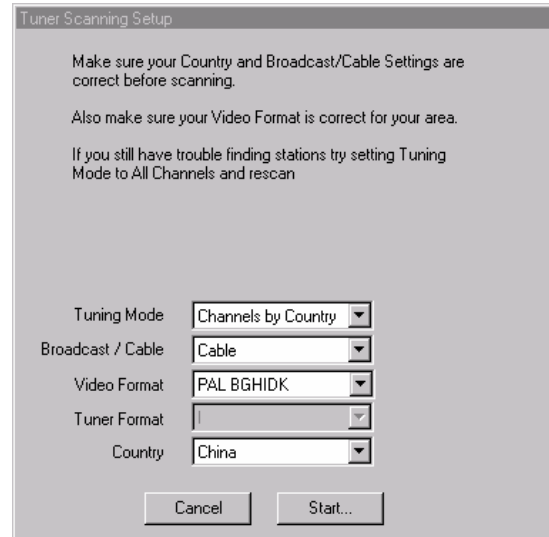 Tuner Scanning Setup
Make sure your Country and Broadcast/Cable Settings are
correct before scanning.
Also make sure your Video Format is correct for your area.
If you still have trouble finding stations try setting Tuning
Mode to All Channels and rescan
Tuning Mode Channels by Country
Broadcast / Cable Cable
Video Format PAL BGHIDK
Tuner Format I
Country China
Cancel Start...